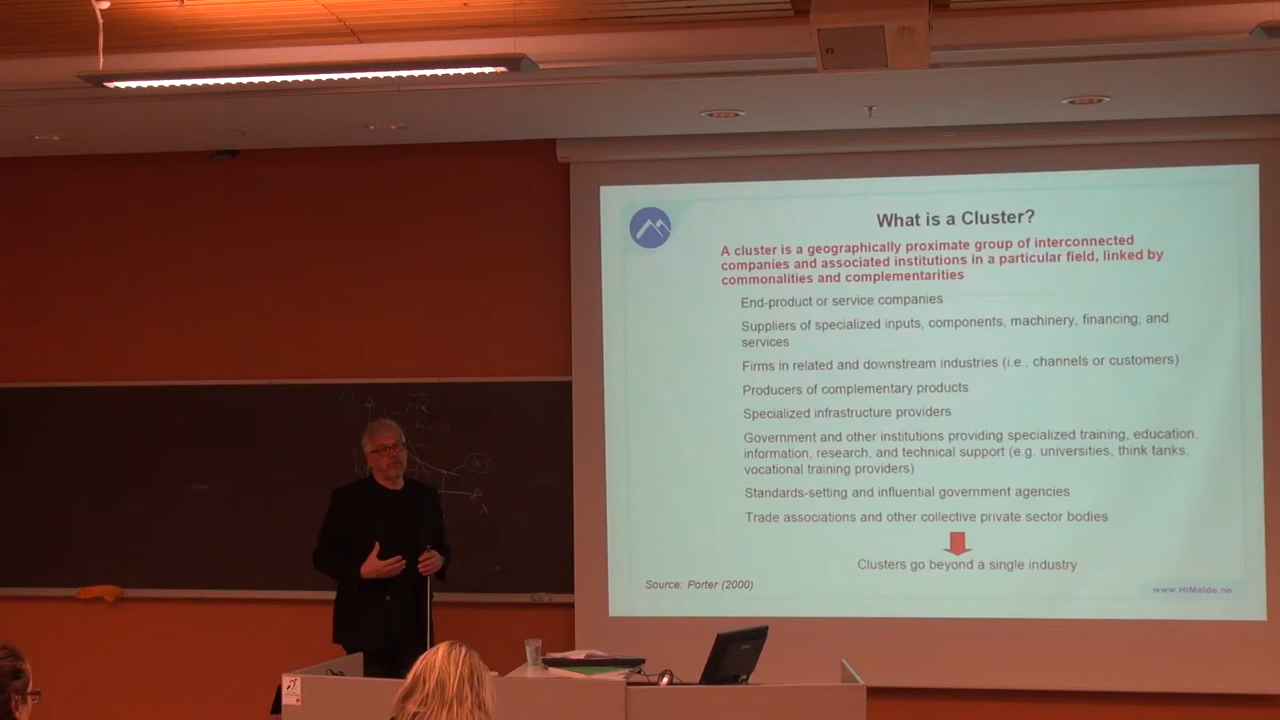 What is a Cluster?
A cluster is a geographically proximate group of interconnected
companies and associated institutions in a particular field, linked by
commonalities and complementarities
End-product or service companies
Suppliers of specialized inputs, components, machinery, financing, and
services
Firms in related and downstream industries (i.e., channels or customers)
Producers of complementary products
Specialized infrastructure providers
Government and other institutions providing specialized training, education,
information, research, and technical support (e.g. universities, think tanks,
vocational training providers)
Standards-setting and influential government agencies
Trade associations and other collective private sector bodies
Clusters go beyond a single industry
Source: Porter (2000)
www.HiMolde.no